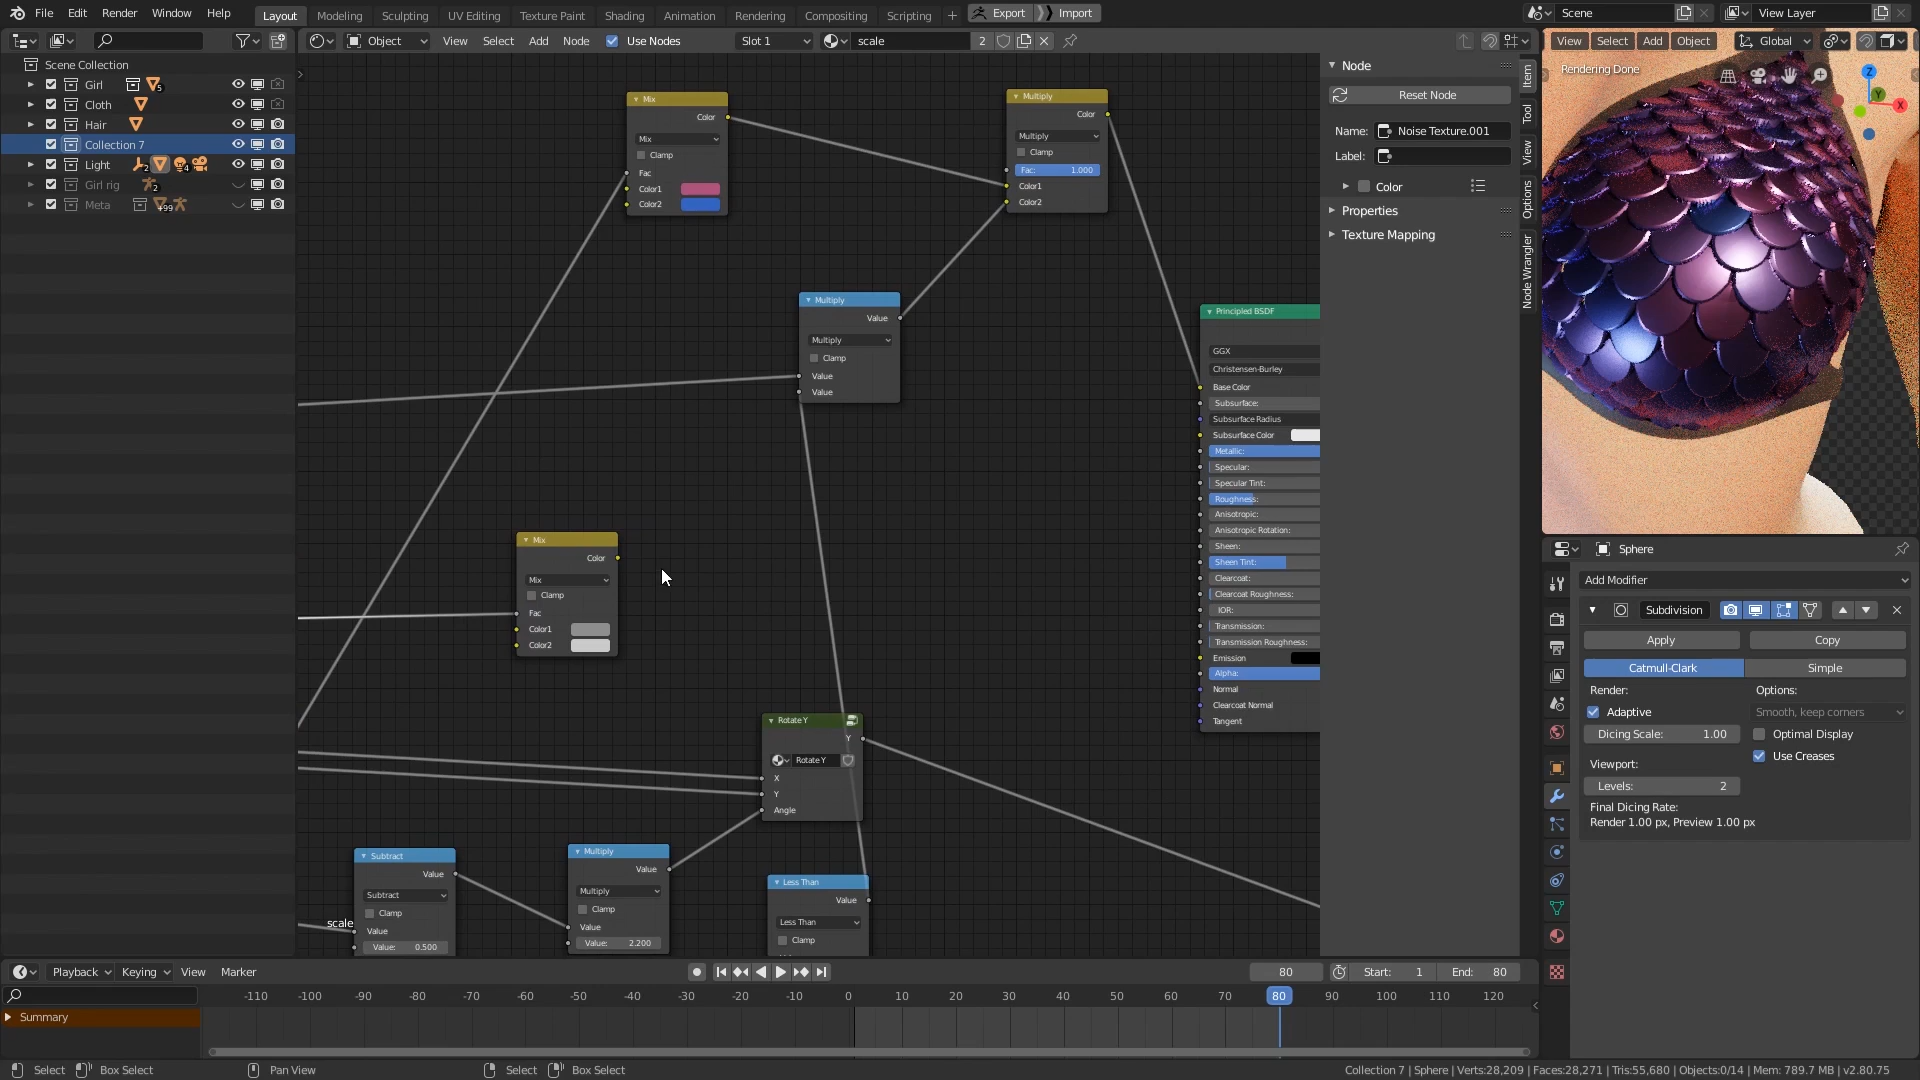 File Edit Render Window Help
Layout Modeling Sculpting UV Editing Texture Paint Shading Animation Rendering Compositing Scripting + Export Import
Scene
View Layer
Object View Select Add Node Use Nodes Slot 1 scale 2
View Select Add Object Global
Rendering Done
Z
Y
X
Scene Collection
Girl 5
Cloth
Hair
Collection 7
Light 2 4
Girl rig 2
Meta +99
Mix
Color
Mix
Clamp
Fac
Color1
Color2
Multiply
Color
Multiply
Clamp
Fac: 1.000
Color1
Color2
Multiply
Value
Multiply
Clamp
Value
Value
Mix
Color
Mix
Clamp
Fac
Color1
Color2
Rotate Y
Y
Rotate Y
X
Y
Angle
Subtract
Value
Subtract
Clamp
Value
Value: 0.500
scale
Multiply
Value
Multiply
Clamp
Value
Value: 2.200
Less Than
Value
Less Than
Clamp
Principled BSDF
GGX
Christensen-Burley
Base Color
Subsurface:
Subsurface Radius
Subsurface Color
Metallic:
Specular:
Specular Tint:
Roughness:
Anisotropic:
Anisotropic Rotation:
Sheen:
Sheen Tint:
Clearcoat:
Clearcoat Roughness:
IOR:
Transmission:
Transmission Roughness:
Emission
Alpha:
Normal
Clearcoat Normal
Tangent
Node
Reset Node
Name: Noise Texture.001
Label:
Color
Properties
Texture Mapping
Item
Tool
View
Options
Node Wrangler
Sphere
Add Modifier
Subdivision
Apply Copy
Catmull-Clark Simple
Render: Options:
Adaptive Smooth, keep corners
Dicing Scale: 1.00 Optimal Display
Use Creases
Viewport:
Levels: 2
Final Dicing Rate:
Render 1.00 px, Preview 1.00 px
Playback Keying View Marker
80 Start: 1 End: 80
-110 -100 -90 -80 -70 -60 -50 -40 -30 -20 -10 0 10 20 30 40 50 60 70 80 90 100 110 120
Summary
Select Box Select Pan View Select Box Select
Collection 7 | Sphere | Verts:28,209 | Faces:28,271 | Tris:55,680 | Objects:0/14 | Mem: 789.7 MB | v2.80.75